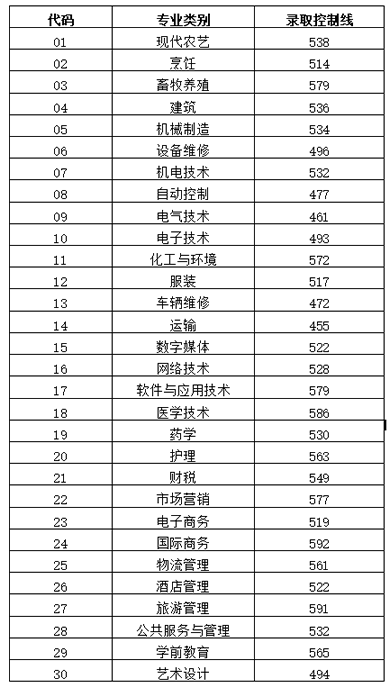 代码 专业类别 录取控制线
01 现代农艺 538
02 烹饪 514
03 畜牧养殖 579
04 建筑 536
05 机械制造 534
06 设备维修 496
07 机电技术 532
08 自动控制 477
09 电气技术 461
10 电子技术 493
11 化工与环境 572
12 服装 517
13 车辆维修 472
14 运输 455
15 数字媒体 522
16 网络技术 528
17 软件与应用技术 579
18 医学技术 586
19 药学 530
20 护理 563
21 财税 549
22 市场营销 577
23 电子商务 519
24 国际商务 592
25 物流管理 561
26 酒店管理 522
27 旅游管理 591
28 公共服务与管理 532
29 学前教育 565
30 艺术设计 494